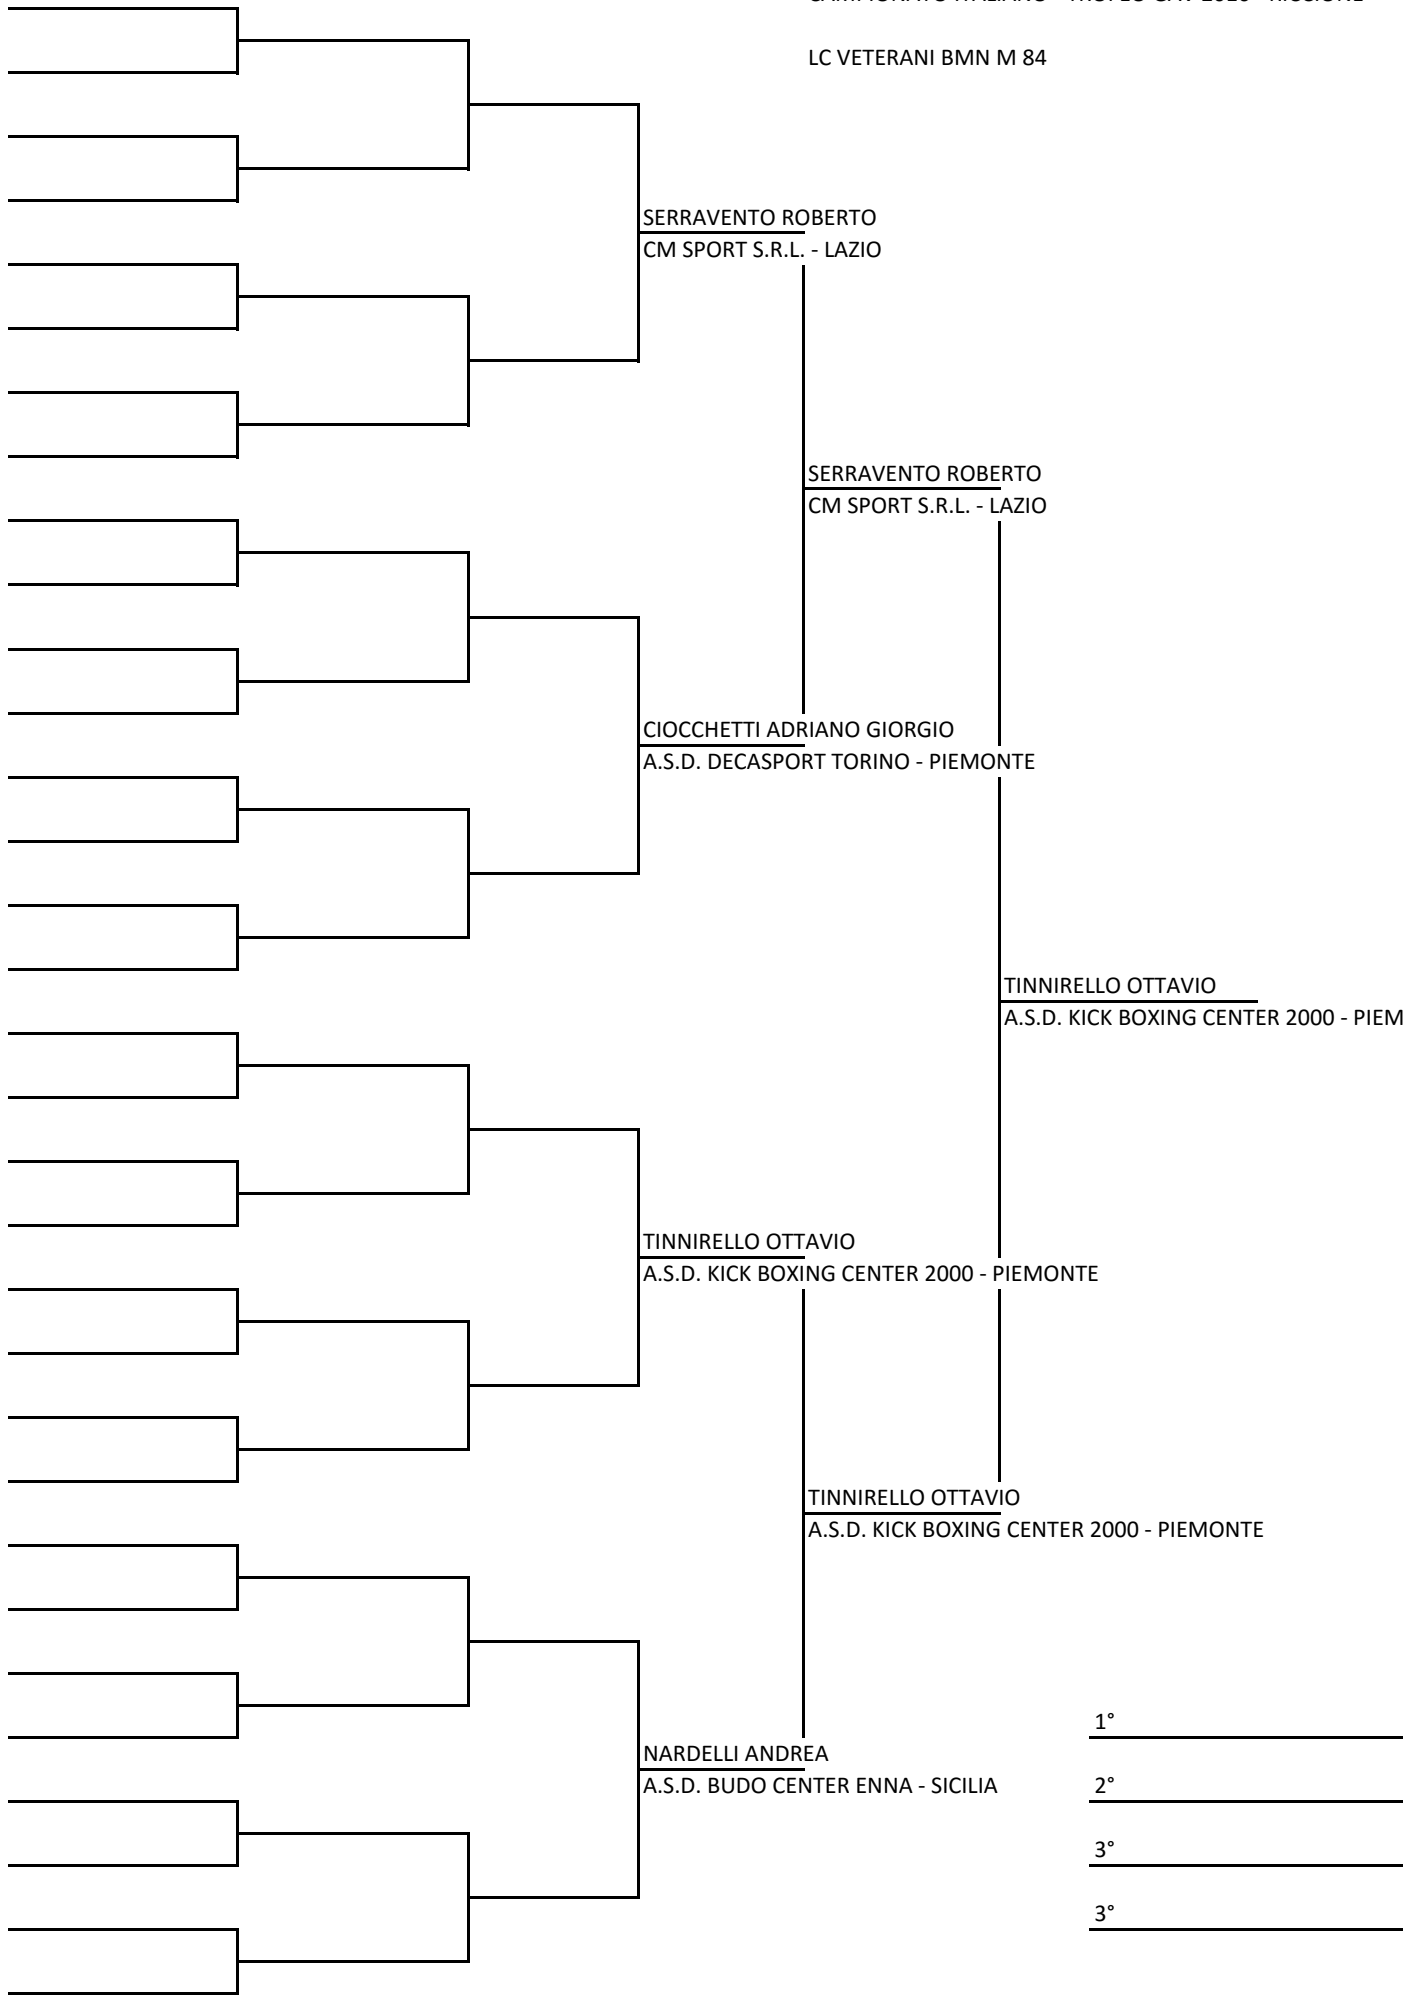 LC VETERANI BMN M 84
SERRAVENTO ROBERTO
CM SPORT S.R.L. - LAZIO
SERRAVENTO ROBERTO
CM SPORT S.R.L. - LAZIO
CIOCCHETTI ADRIANO GIORGIO
A.S.D. DECASPORT TORINO - PIEMONTE
TINNIRELLO OTTAVIO
A.S.D. KICK BOXING CENTER 2000 - PIEM
TINNIRELLO OTTAVIO
A.S.D. KICK BOXING CENTER 2000 - PIEMONTE
TINNIRELLO OTTAVIO
A.S.D. KICK BOXING CENTER 2000 - PIEMONTE
1°
NARDELLI ANDREA
A.S.D. BUDO CENTER ENNA - SICILIA
2°
3°
3°